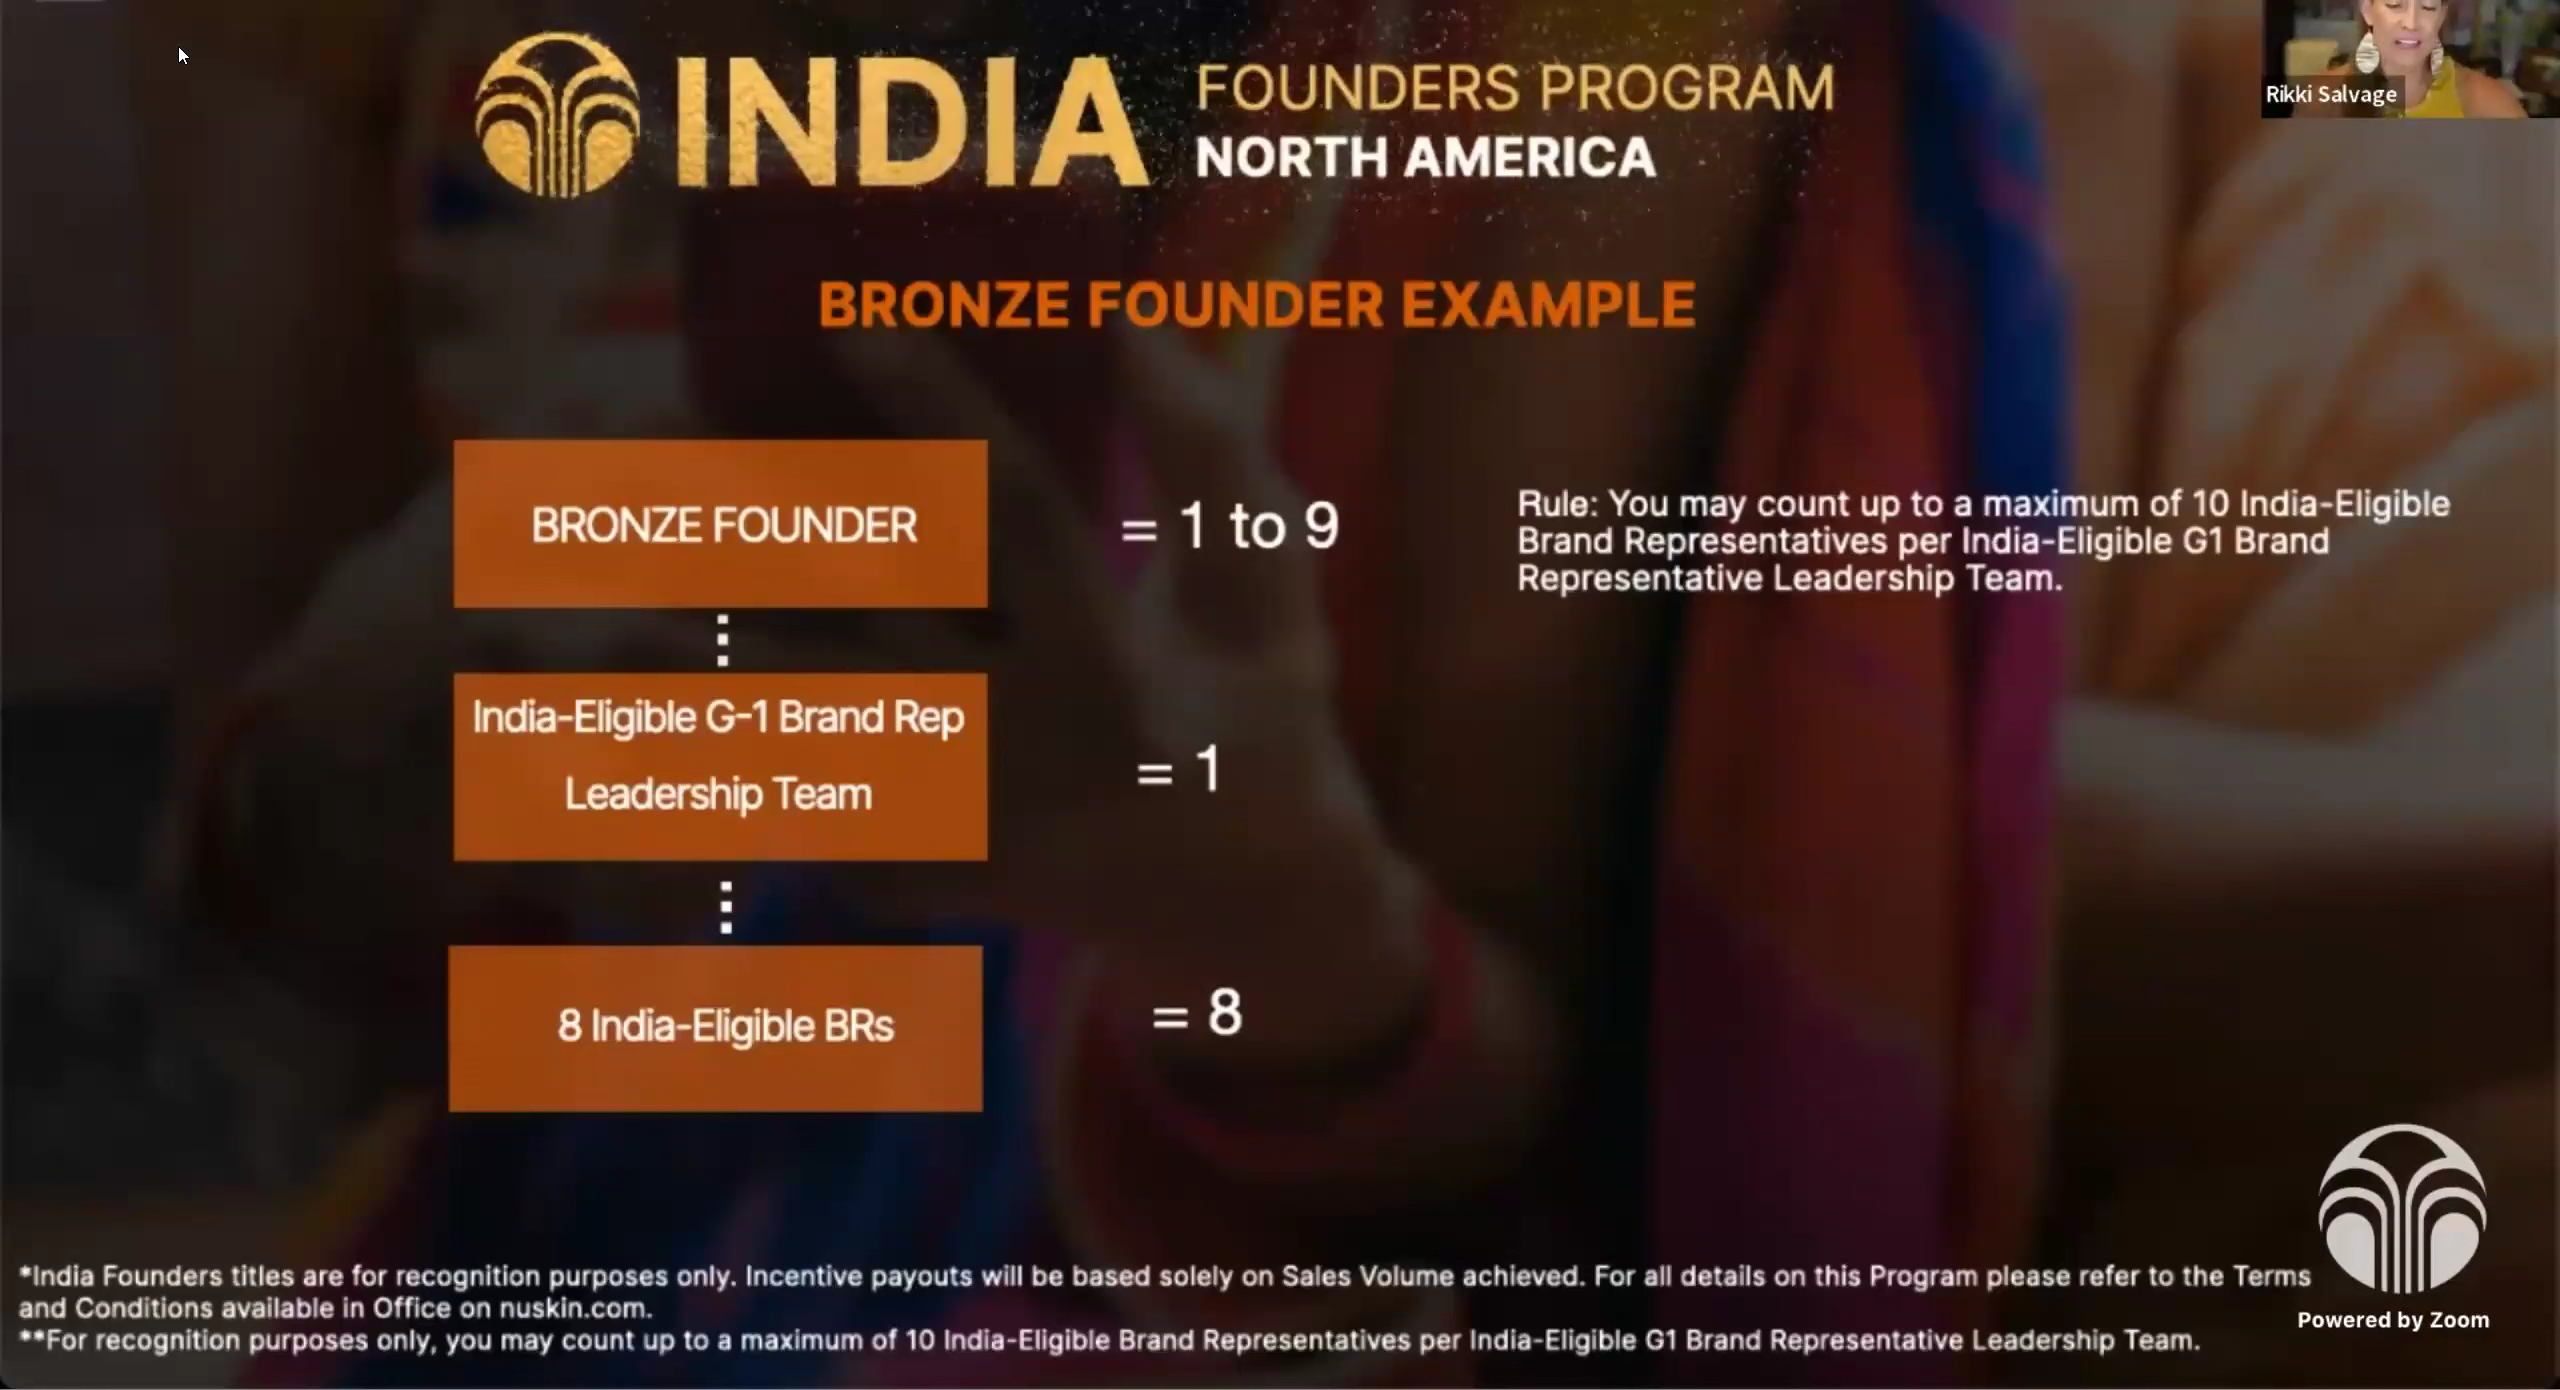 INDIA
FOUNDERS PROGRAM
NORTH AMERICA
Rikki Salvage
BRONZE FOUNDER EXAMPLE
BRONZE FOUNDER
= 1 to 9
Rule: You may count up to a maximum of 10 India-Eligible
Brand Representatives per India-Eligible G1 Brand
Representative Leadership Team.
India-Eligible G-1 Brand Rep
Leadership Team
= 1
8 India-Eligible BRs
= 8
*India Founders titles are for recognition purposes only. Incentive payouts will be based solely on Sales Volume achieved. For all details on this Program please refer to the Terms
and Conditions available in Office on nuskin.com.
**For recognition purposes only, you may count up to a maximum of 10 India-Eligible Brand Representatives per India-Eligible G1 Brand Representative Leadership Team.
Powered by Zoom